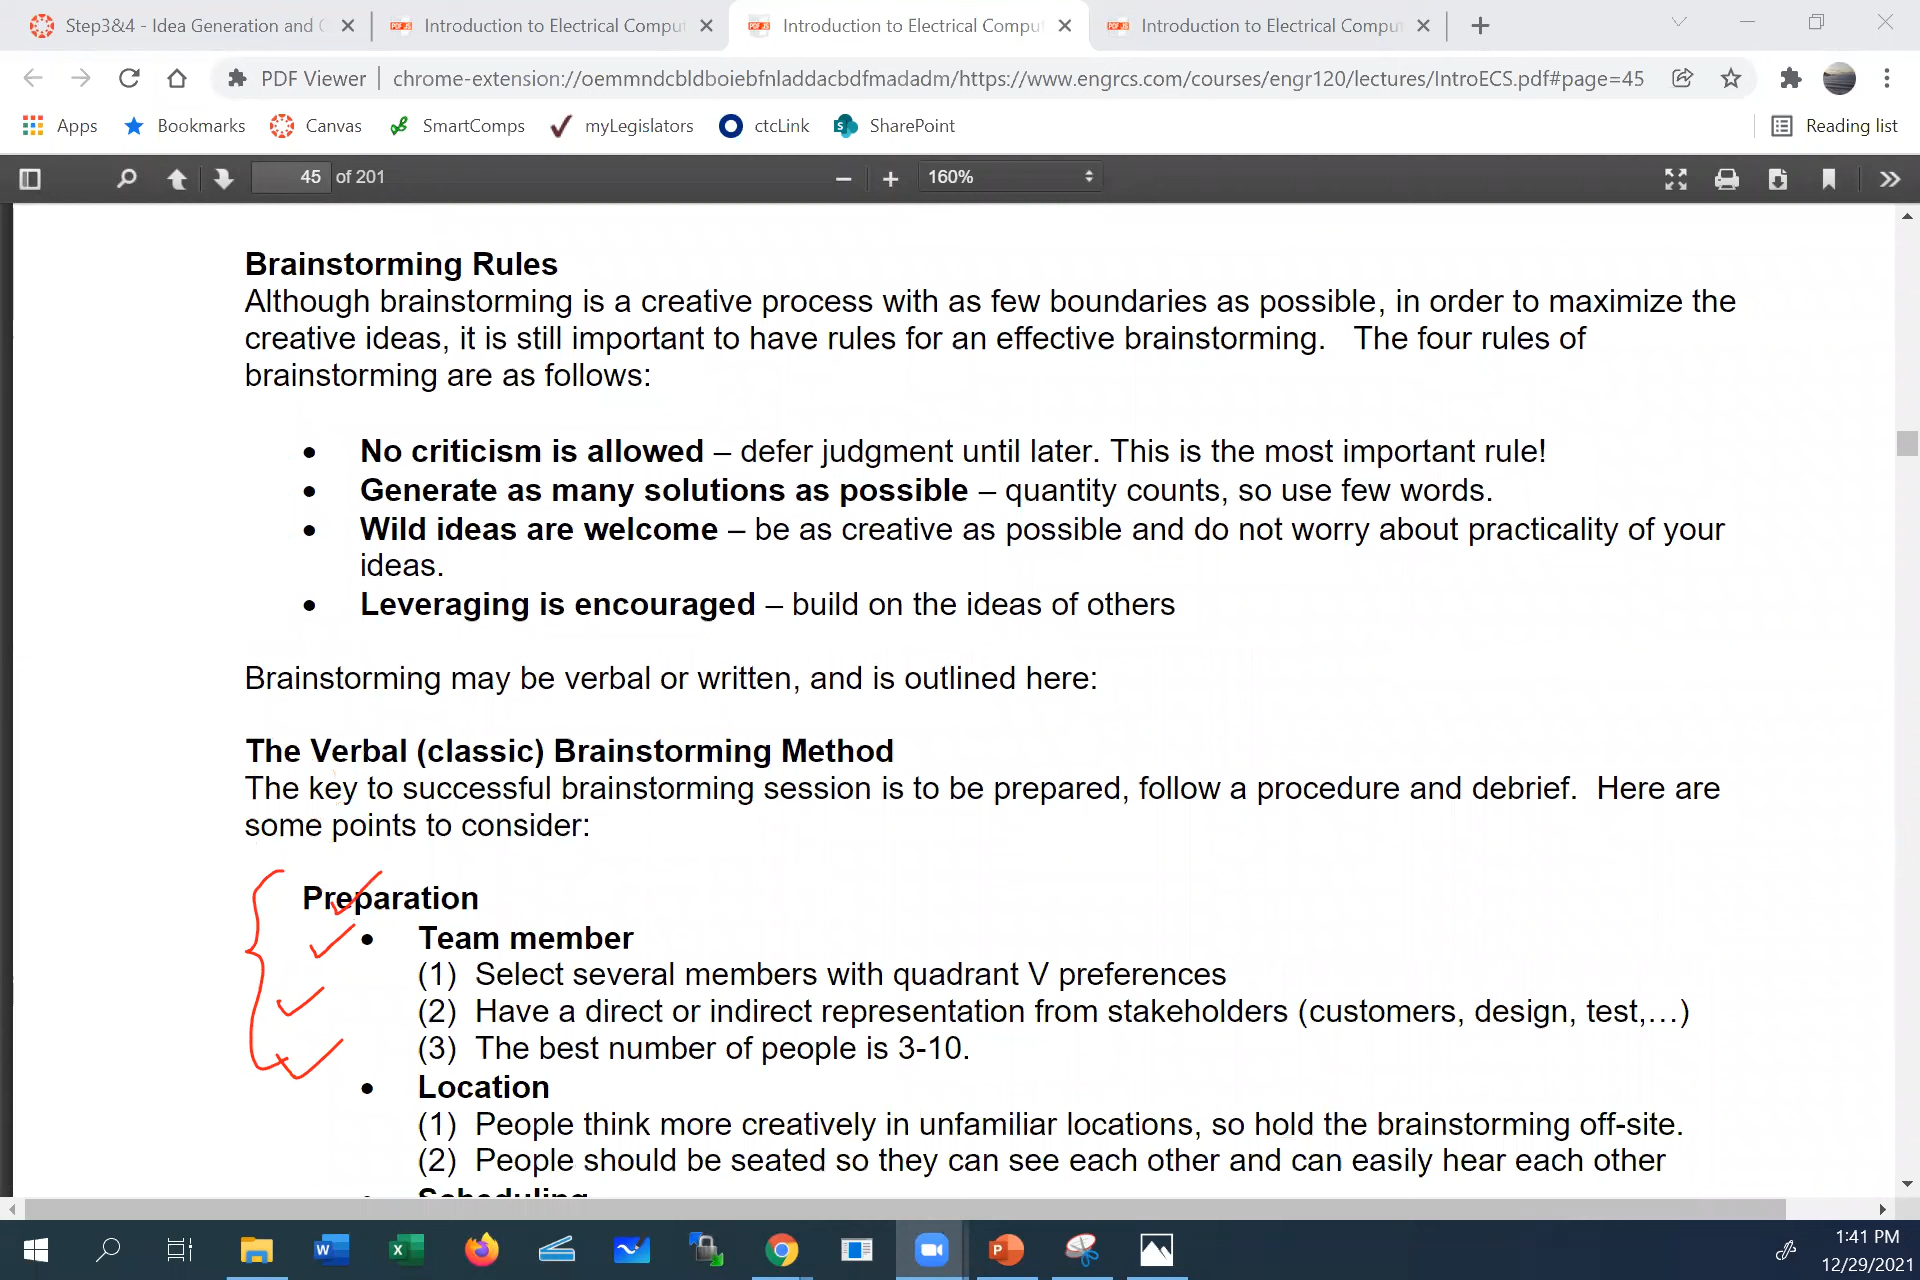 Step3&4 - Idea Generation and
Introduction to Electrical Comput
Introduction to Electrical Comput
Introduction to Electrical Comput
PDF Viewer
chrome-extension://oemmndcbldboiebfnladdacbdfmadadm/https://www.engrcs.com/courses/engr120/lectures/IntroECS.pdf#page=45
Apps Bookmarks Canvas SmartComps myLegislators ctcLink SharePoint Reading list
45 of 201 160%
Brainstorming Rules
Although brainstorming is a creative process with as few boundaries as possible, in order to maximize the
creative ideas, it is still important to have rules for an effective brainstorming. The four rules of
brainstorming are as follows:
• No criticism is allowed – defer judgment until later. This is the most important rule!
• Generate as many solutions as possible – quantity counts, so use few words.
• Wild ideas are welcome – be as creative as possible and do not worry about practicality of your
ideas.
• Leveraging is encouraged – build on the ideas of others
Brainstorming may be verbal or written, and is outlined here:
The Verbal (classic) Brainstorming Method
The key to successful brainstorming session is to be prepared, follow a procedure and debrief. Here are
some points to consider:
Preparation
• Team member
(1) Select several members with quadrant V preferences
(2) Have a direct or indirect representation from stakeholders (customers, design, test,…)
(3) The best number of people is 3-10.
• Location
(1) People think more creatively in unfamiliar locations, so hold the brainstorming off-site.
(2) People should be seated so they can see each other and can easily hear each other
• Scheduling
1:41 PM
12/29/2021